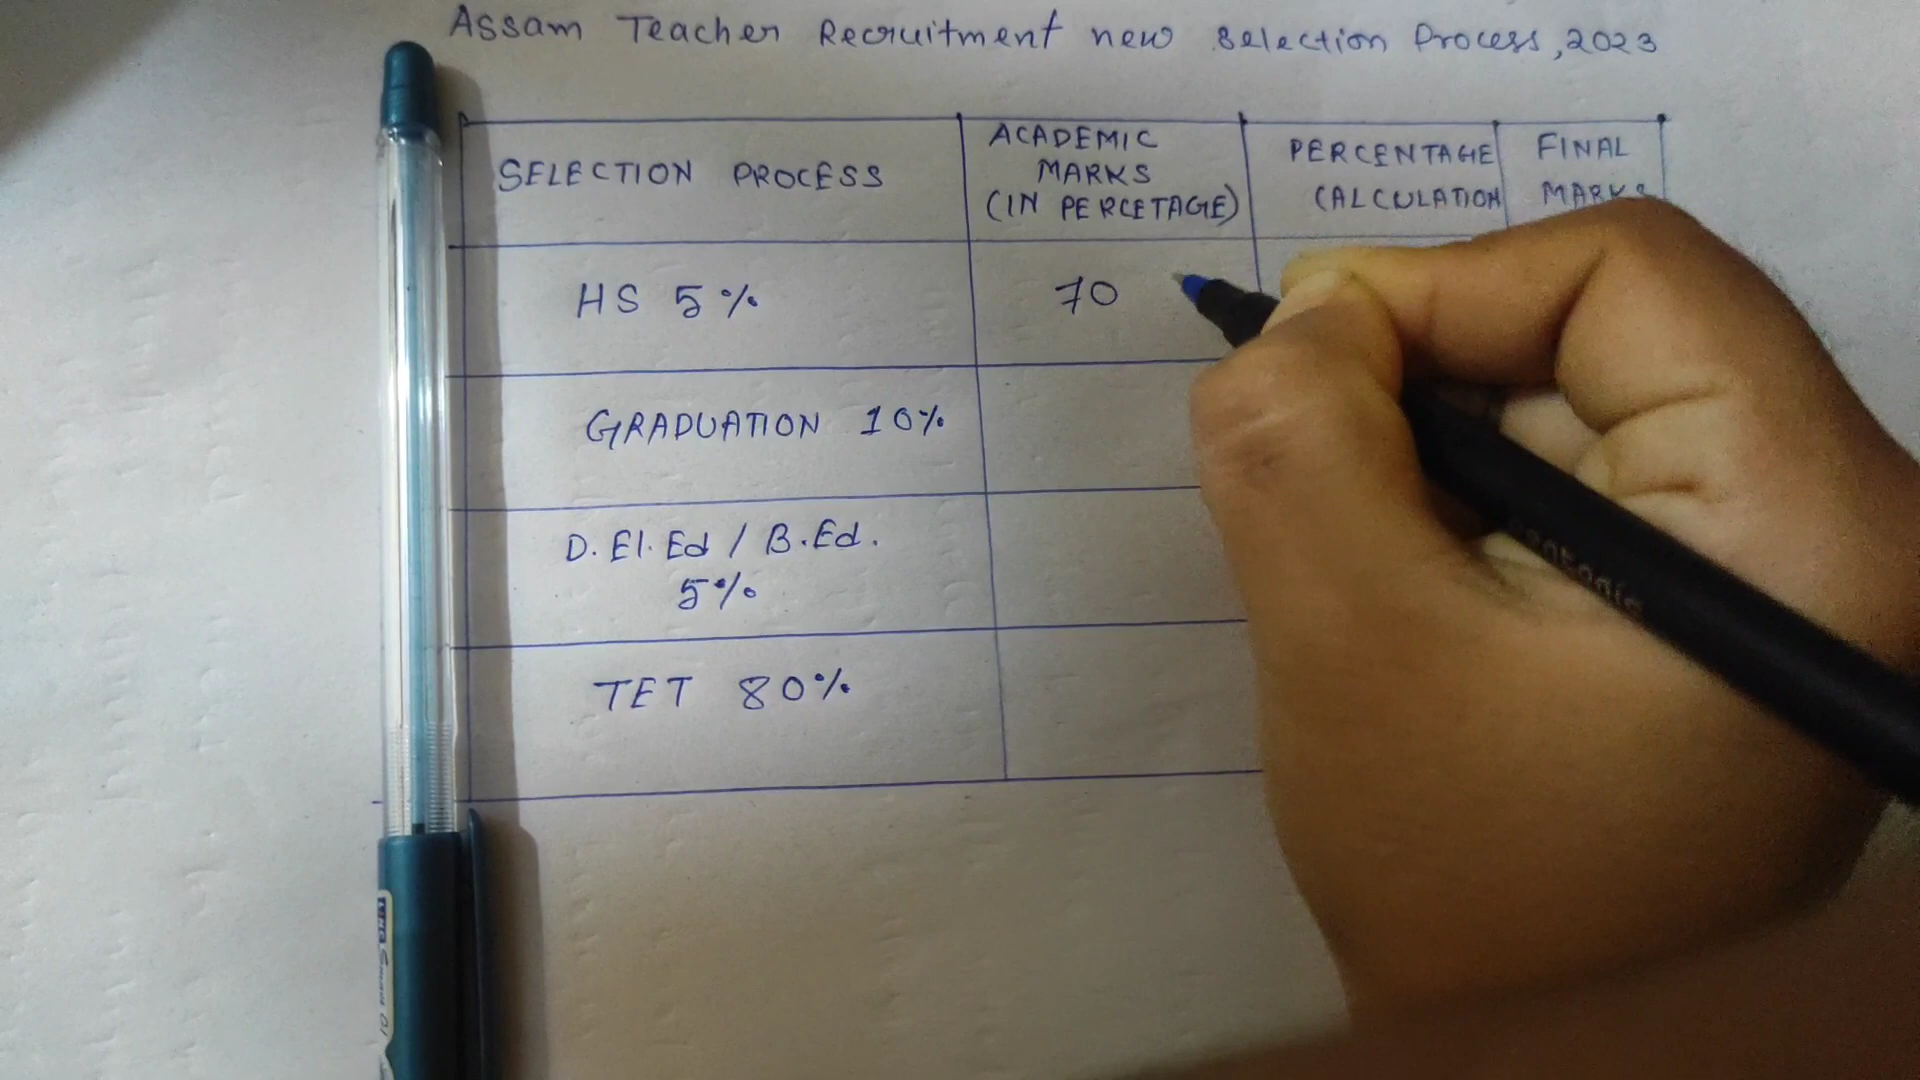 Assam Teacher Recruitment new Selection Process, 2023
SELECTION PROCESS
ACADEMIC
MARKS
(IN PERCETAGE)
PERCENTAGE
CALCULATION
FINAL
MARKS
HS 5%
70
GRADUATION 10%
D. El. Ed / B.Ed.
5%
TET 80%